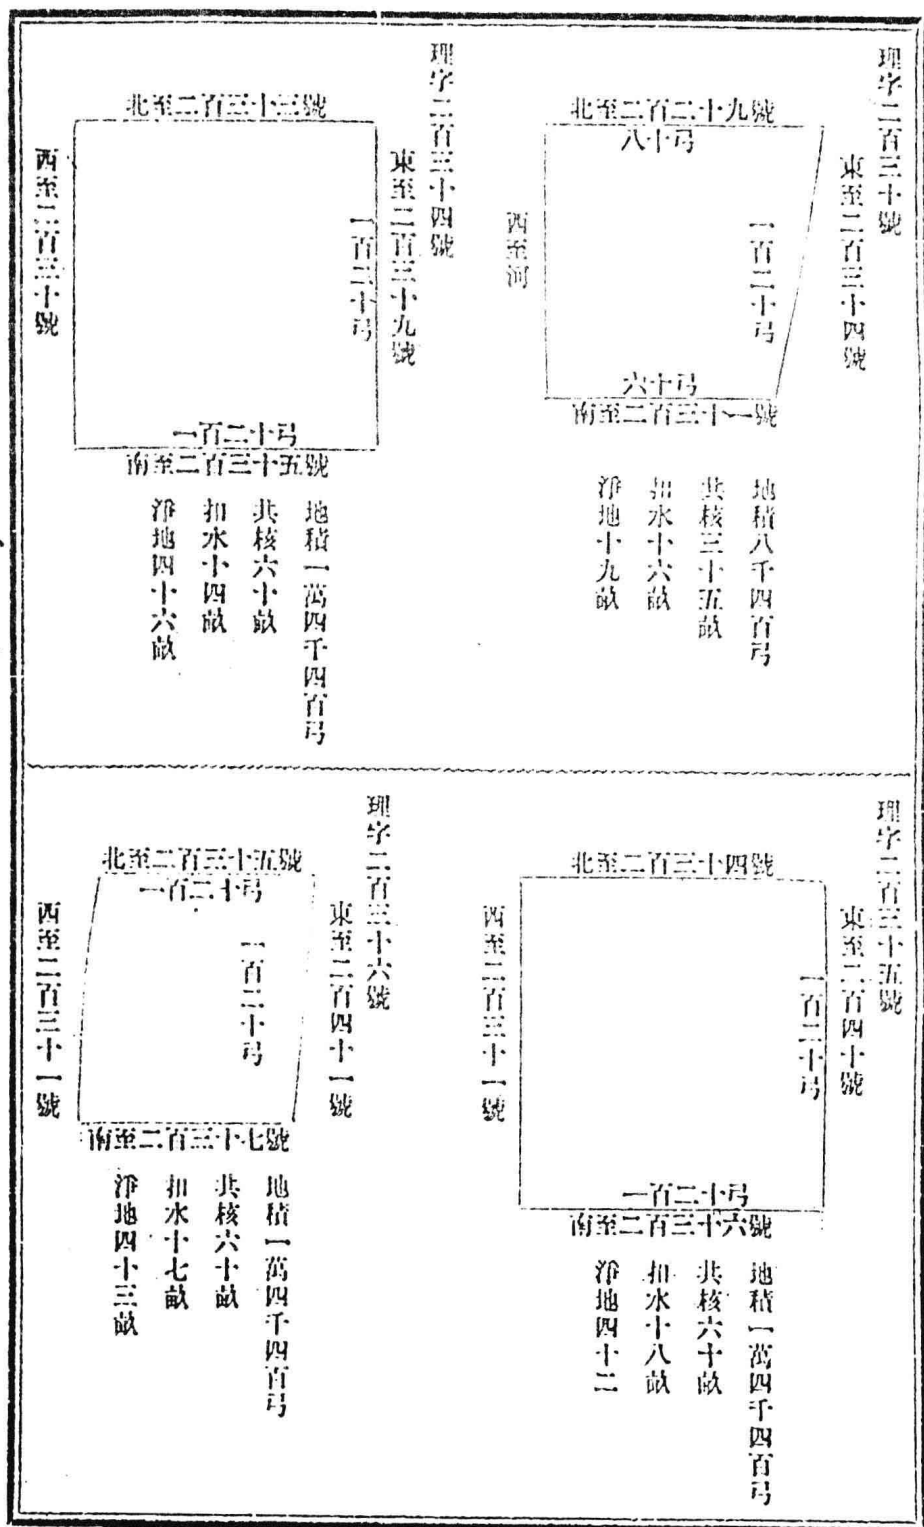 理字二百三十號
北至二百二十九號
八十弓
東至二百三十四號
一百二十弓
西至河
六十弓
南至二百三十一號
地積八千四百弓
共核三十五畝
扣水十六畝
淨地十九畝
理字二百三十四號
北至二百三十三號
東至二百三十九號
一百二十弓
西至二百三十號
一百二十弓
南至二百三十五號
地積一萬四千四百弓
共核六十畝
扣水十四畝
淨地四十六畝
理字二百三十五號
北至二百三十四號
東至二百四十號
一百二十弓
西至二百三十一號
一百二十弓
南至二百三十六號
地積一萬四千四百弓
共核六十畝
扣水十八畝
淨地四十二
理字二百三十六號
北至二百三十五號
一百二十弓
東至二百四十一號
一百二十弓
西至二百三十一號
南至二百三十七號
地積一萬四千四百弓
共核六十畝
扣水十七畝
淨地四十三畝